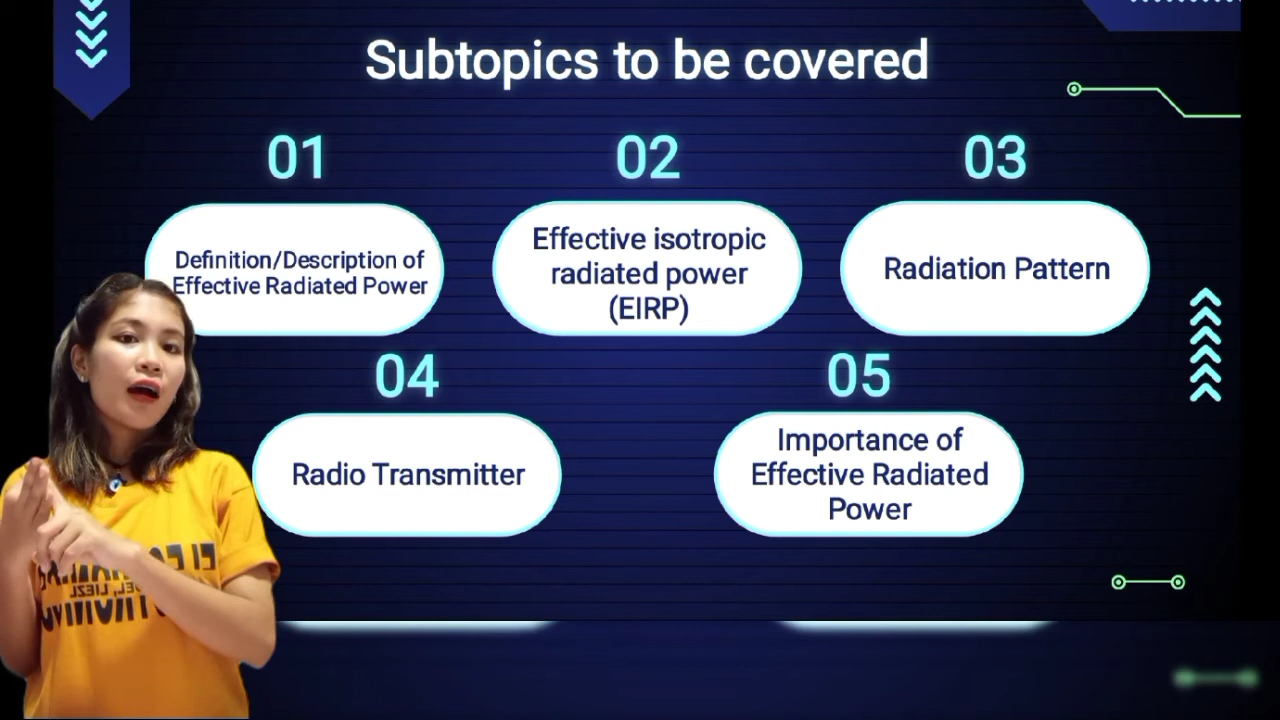 Subtopics to be covered
01
02
03
Definition/Description of
Effective Radiated Power
Effective isotropic
radiated power
(EIRP)
Radiation Pattern
04
05
Radio Transmitter
Importance of
Effective Radiated
Power